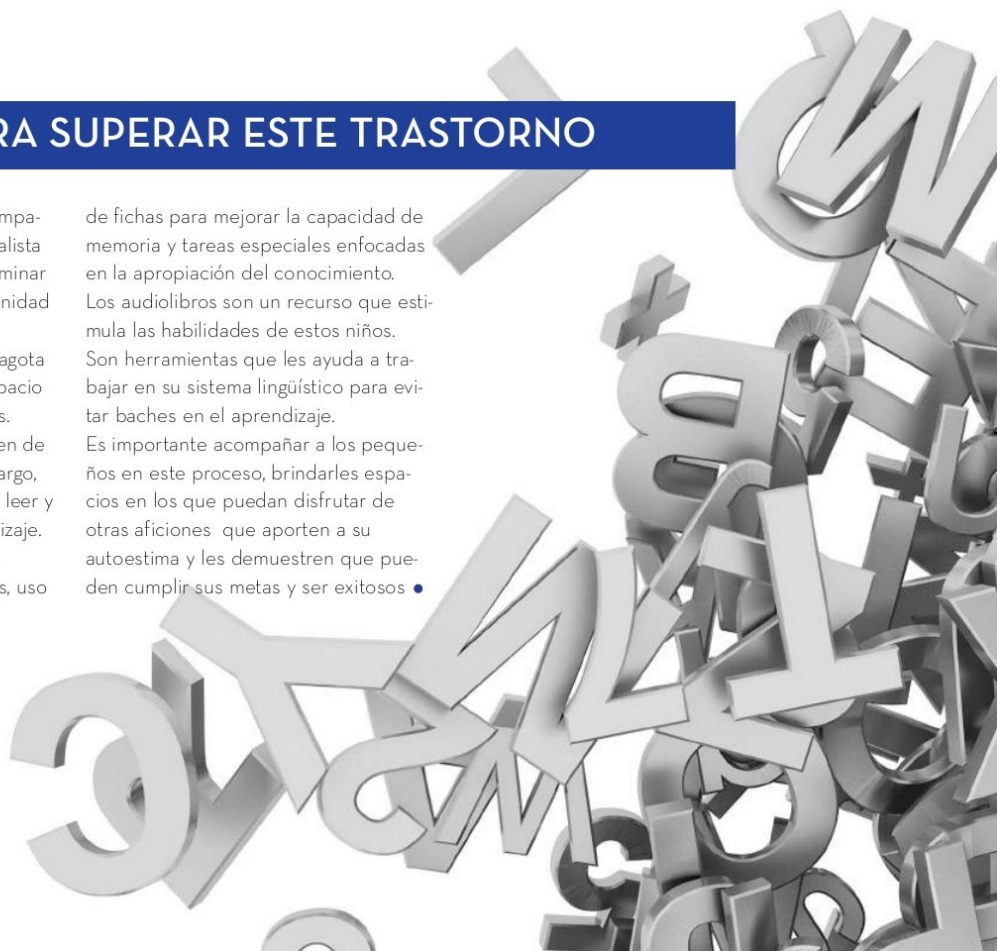 RA SUPERAR ESTE TRASTORNO
mpa-
alista
minar
nidad
agota
pacio
s.
en de
argo,
leer y
izaje.
s, uso
de fichas para mejorar la capacidad de
memoria y tareas especiales enfocadas
en la apropiación del conocimiento.
Los audiolibros son un recurso que esti-
mula las habilidades de estos niños.
Son herramientas que les ayuda a tra-
bajar en su sistema lingüístico para evi-
tar baches en el aprendizaje.
Es importante acompañar a los peque-
ños en este proceso, brindarles espa-
cios en los que puedan disfrutar de
otras aficiones  que aporten a su
autoestima y les demuestren que pue-
den cumplir sus metas y ser exitosos